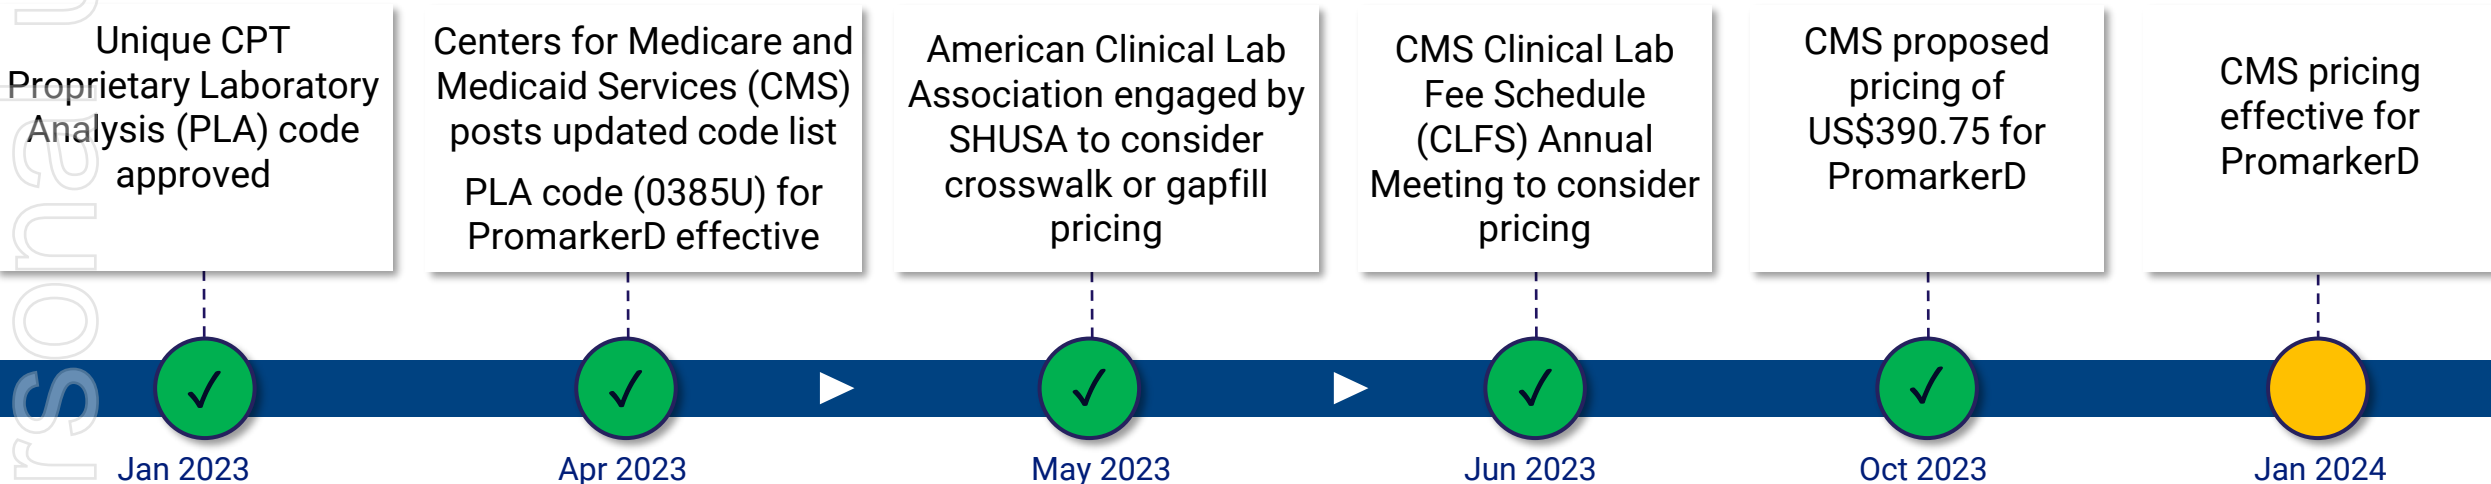 Unique CPT
Proprietary Laboratory
Analysis (PLA) code
approved
Centers for Medicare and
Medicaid Services (CMS)
posts updated code list
PLA code (0385U) for
PromarkerD effective
American Clinical Lab
Association engaged by
SHUSA to consider
crosswalk or gapfill
pricing
CMS Clinical Lab
Fee Schedule
(CLFS) Annual
Meeting to consider
pricing
CMS proposed
pricing of
US$390.75 for
PromarkerD
CMS pricing
effective for
PromarkerD
Jan 2023
Apr 2023
May 2023
Jun 2023
Oct 2023
Jan 2024
rsonal u